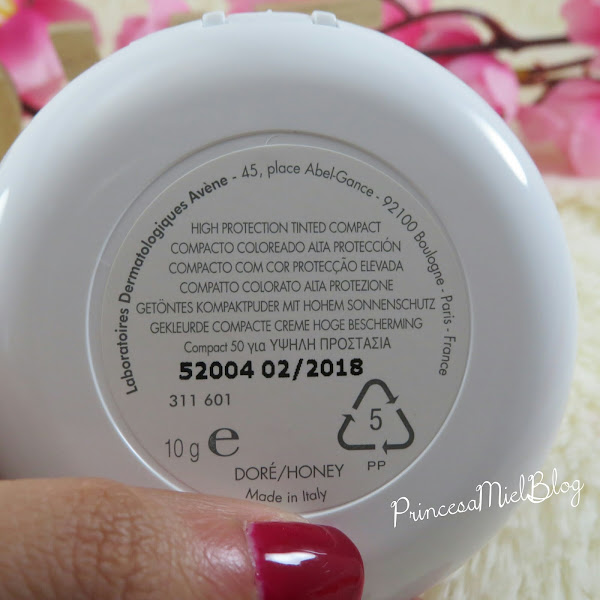 Laboratoires Dermatologiques Avène - 45, place Abel-Gance - 92100 Boulogne - Paris - France
HIGH PROTECTION TINTED COMPACT
COMPACTO COLOREADO ALTA PROTECCIÓN
COMPACTO COM COR PROTECÇÃO ELEVADA
COMPATTO COLORATO ALTA PROTEZIONE
GETÖNTES KOMPAKTPUDER MIT HOHEM SONNENSCHUTZ
GEKLEURDE COMPACTE CREME HOGE BESCHERMING
Compact 50 για ΥΨΗΛΗ ΠΡΟΣΤΑΣΙΑ
52004 02/2018
311 601
10 g e
5
PP
DORÉ/HONEY
Made in Italy
PrincesaMielBlog